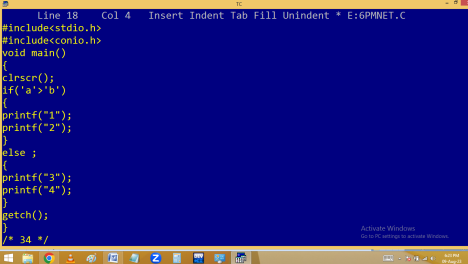 TC
Line 18 Col 4 Insert Indent Tab Fill Unindent * E:6PMNET.C
#include<stdio.h>
#include<conio.h>
void main()
{
clrscr();
if('a'>'b')
{
printf("1");
printf("2");
}
else ;
{
printf("3");
printf("4");
}
getch();
}
/* 34 */
Activate Windows
Go to PC settings to activate Windows.